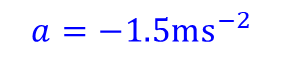 a = −1.5ms⁻²